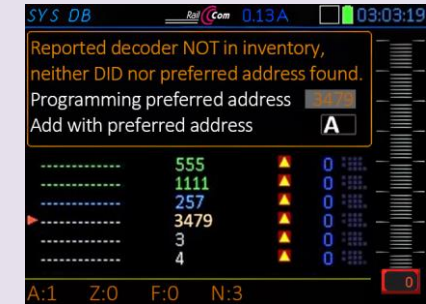 SYS DB RailCom 0.13A 03:03:19
Reported decoder NOT in inventory,
neither DID nor preferred address found.
Programming preferred address 3479
Add with preferred address A
------------- 555 0
------------- 1111 0
------------- 257 0
------------- 3479 0
------------- 3 0
------------- 4 0
0
A:1 Z:0 F:0 N:3